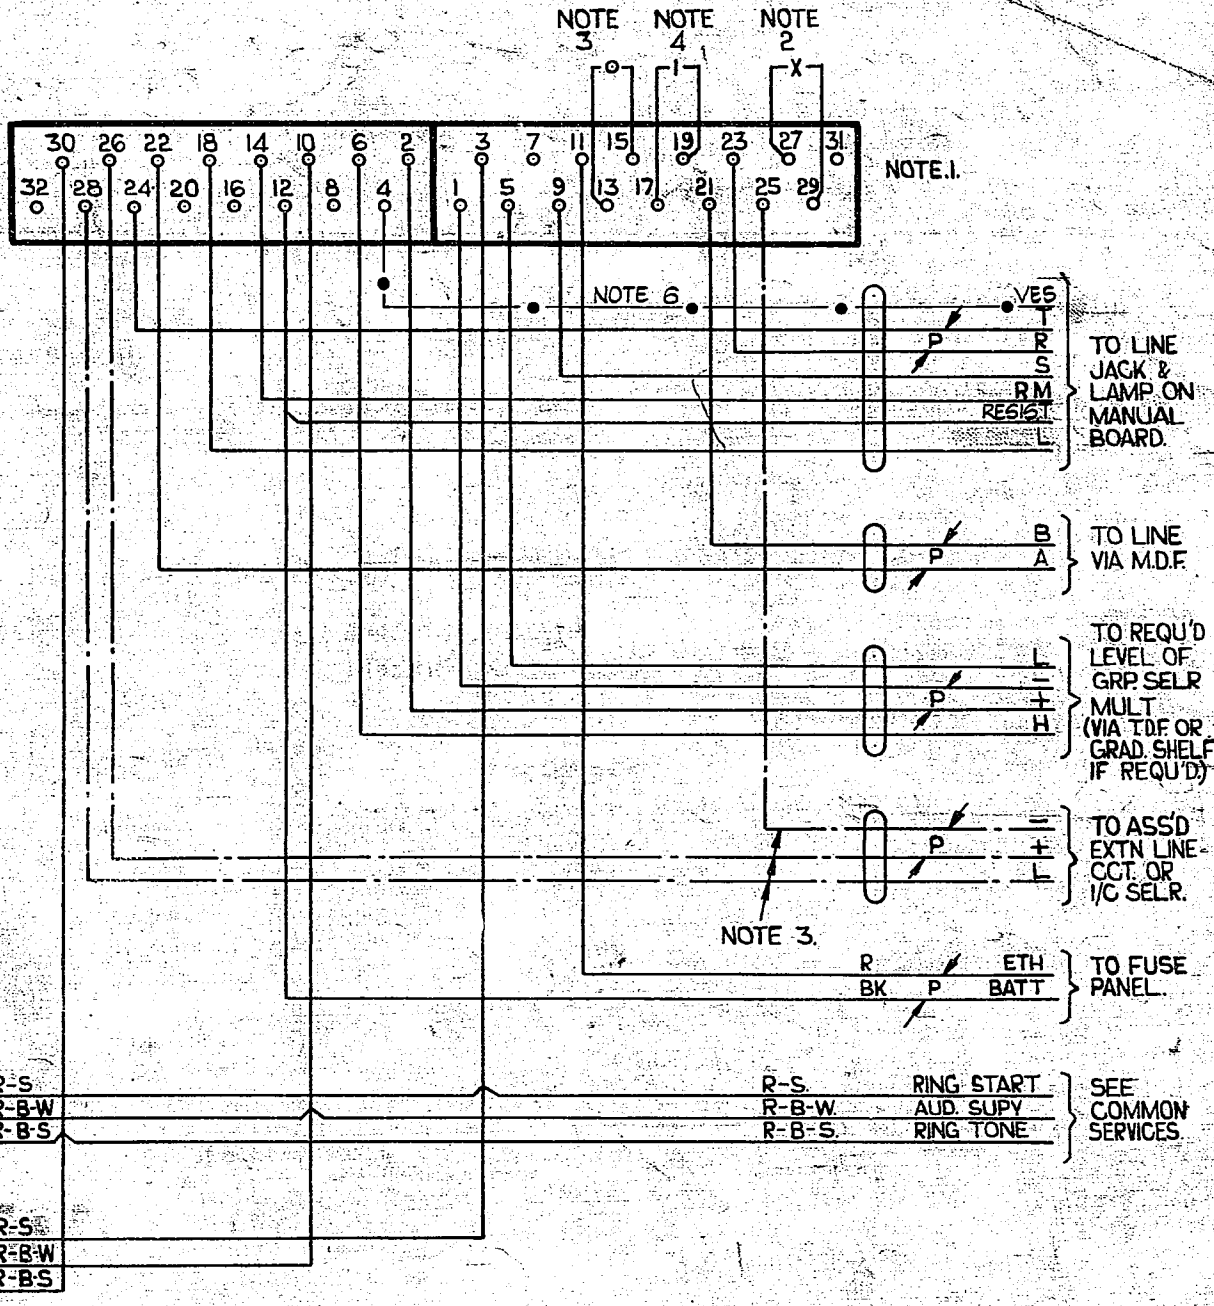 NOTE 3
NOTE 4
NOTE 2
30 26 22 18 14 10 6 2 3 7 11 15 19 23 27 31
32 28 24 20 16 12 8 4 1 5 9 13 17 21 25 29
NOTE.1.
NOTE 6
VES
T
P R
S
RM
RESIST
L
TO LINE
JACK &
LAMP ON
MANUAL
BOARD.
B
P A
TO LINE
VIA M.D.F.
L
-
P +
H
TO REQU'D
LEVEL OF
GRP. SELR
MULT
(VIA T.D.F. OR
GRAD. SHELF
IF REQU'D.)
-
P +
L
TO ASS'D
EXTN LINE
CCT. OR
I/C SELR.
NOTE 3.
R ETH
BK P BATT
TO FUSE
PANEL.
R-S R-S. RING START
R-B-W R-B-W. AUD. SUPY
R-B-S R-B-S. RING TONE
SEE
COMMON
SERVICES
R-S
R-B-W
R-B-S